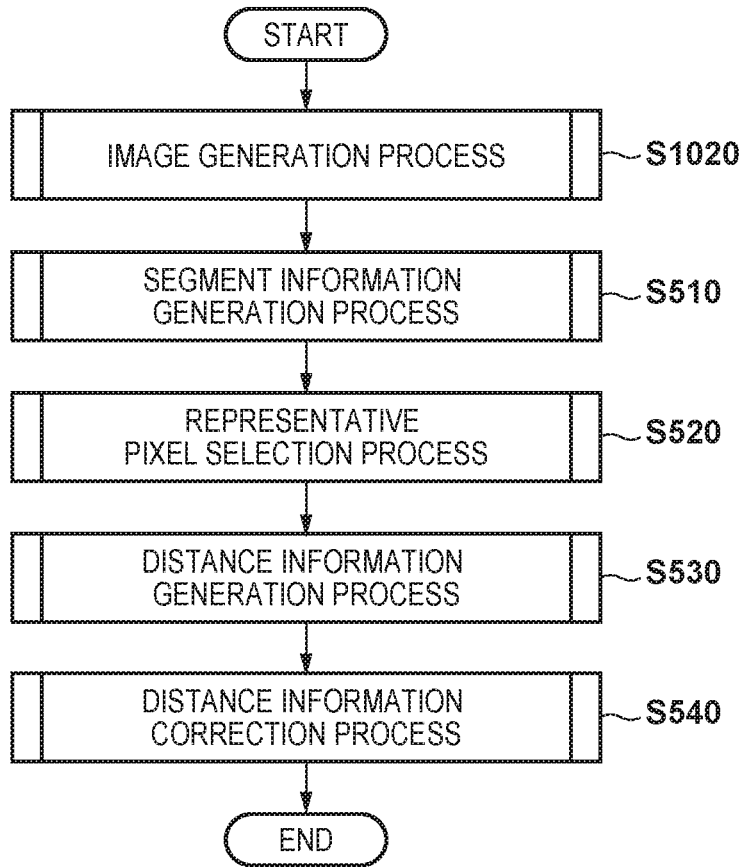 START
IMAGE GENERATION PROCESS
S1020
SEGMENT INFORMATION
GENERATION PROCESS
S510
REPRESENTATIVE
PIXEL SELECTION PROCESS
S520
DISTANCE INFORMATION
GENERATION PROCESS
S530
DISTANCE INFORMATION
CORRECTION PROCESS
S540
END